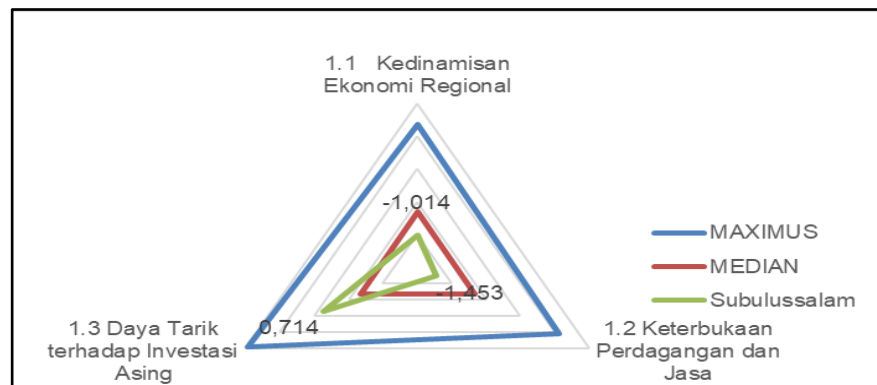 1.1 Kedinamisan
Ekonomi Regional
-1,014
MAXIMUS
MEDIAN
Subulussalam
-1,453
0,714
1.3 Daya Tarik
terhadap Investasi
Asing
1.2 Keterbukaan
Perdagangan dan
Jasa